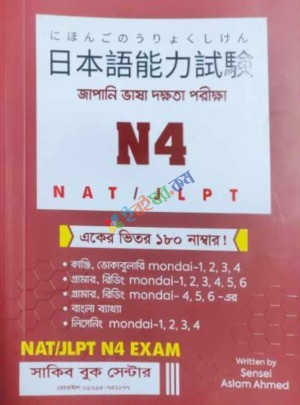 にほんごのうりょくしけん
日本語能力試験
জাপানি ভাষা দক্ষতা পরীক্ষা
N4
NAT/JLPT
একের ভিতর ১৮০ নাম্বার!
• কাঞ্জি, ভোকাবুলারি mondai-1, 2, 3, 4
• গ্রামার, রিডিং mondai-1, 2, 3, 4, 5, 6
• গ্রামার, রিডিং mondai- 4, 5, 6 -এর
• বাংলা ব্যাখ্যা
• লিসেনিং mondai-1, 2, 3, 4
NAT/JLPT N4 EXAM
সাকিব বুক সেন্টার
Written by
Sensei
Aslam Ahmed